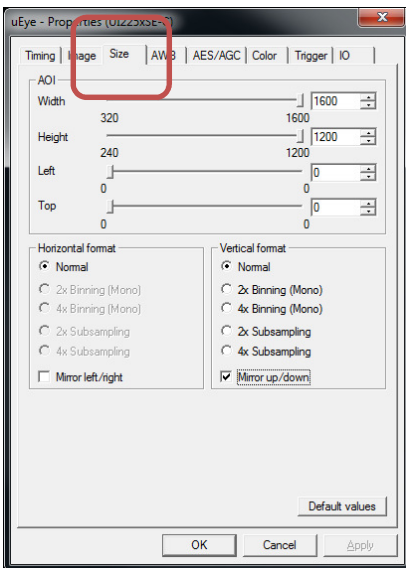 uEye - Properties (UI225xSE-C)
Timing Image Size AWB AES/AGC Color Trigger IO
AOI
Width 1600
320 1600
Height 1200
240 1200
Left 0
0 0
Top 0
0 0
Horizontal format
Normal
2x Binning (Mono)
4x Binning (Mono)
2x Subsampling
4x Subsampling
Mirror left/right
Vertical format
Normal
2x Binning (Mono)
4x Binning (Mono)
2x Subsampling
4x Subsampling
Mirror up/down
Default values
OK Cancel Apply